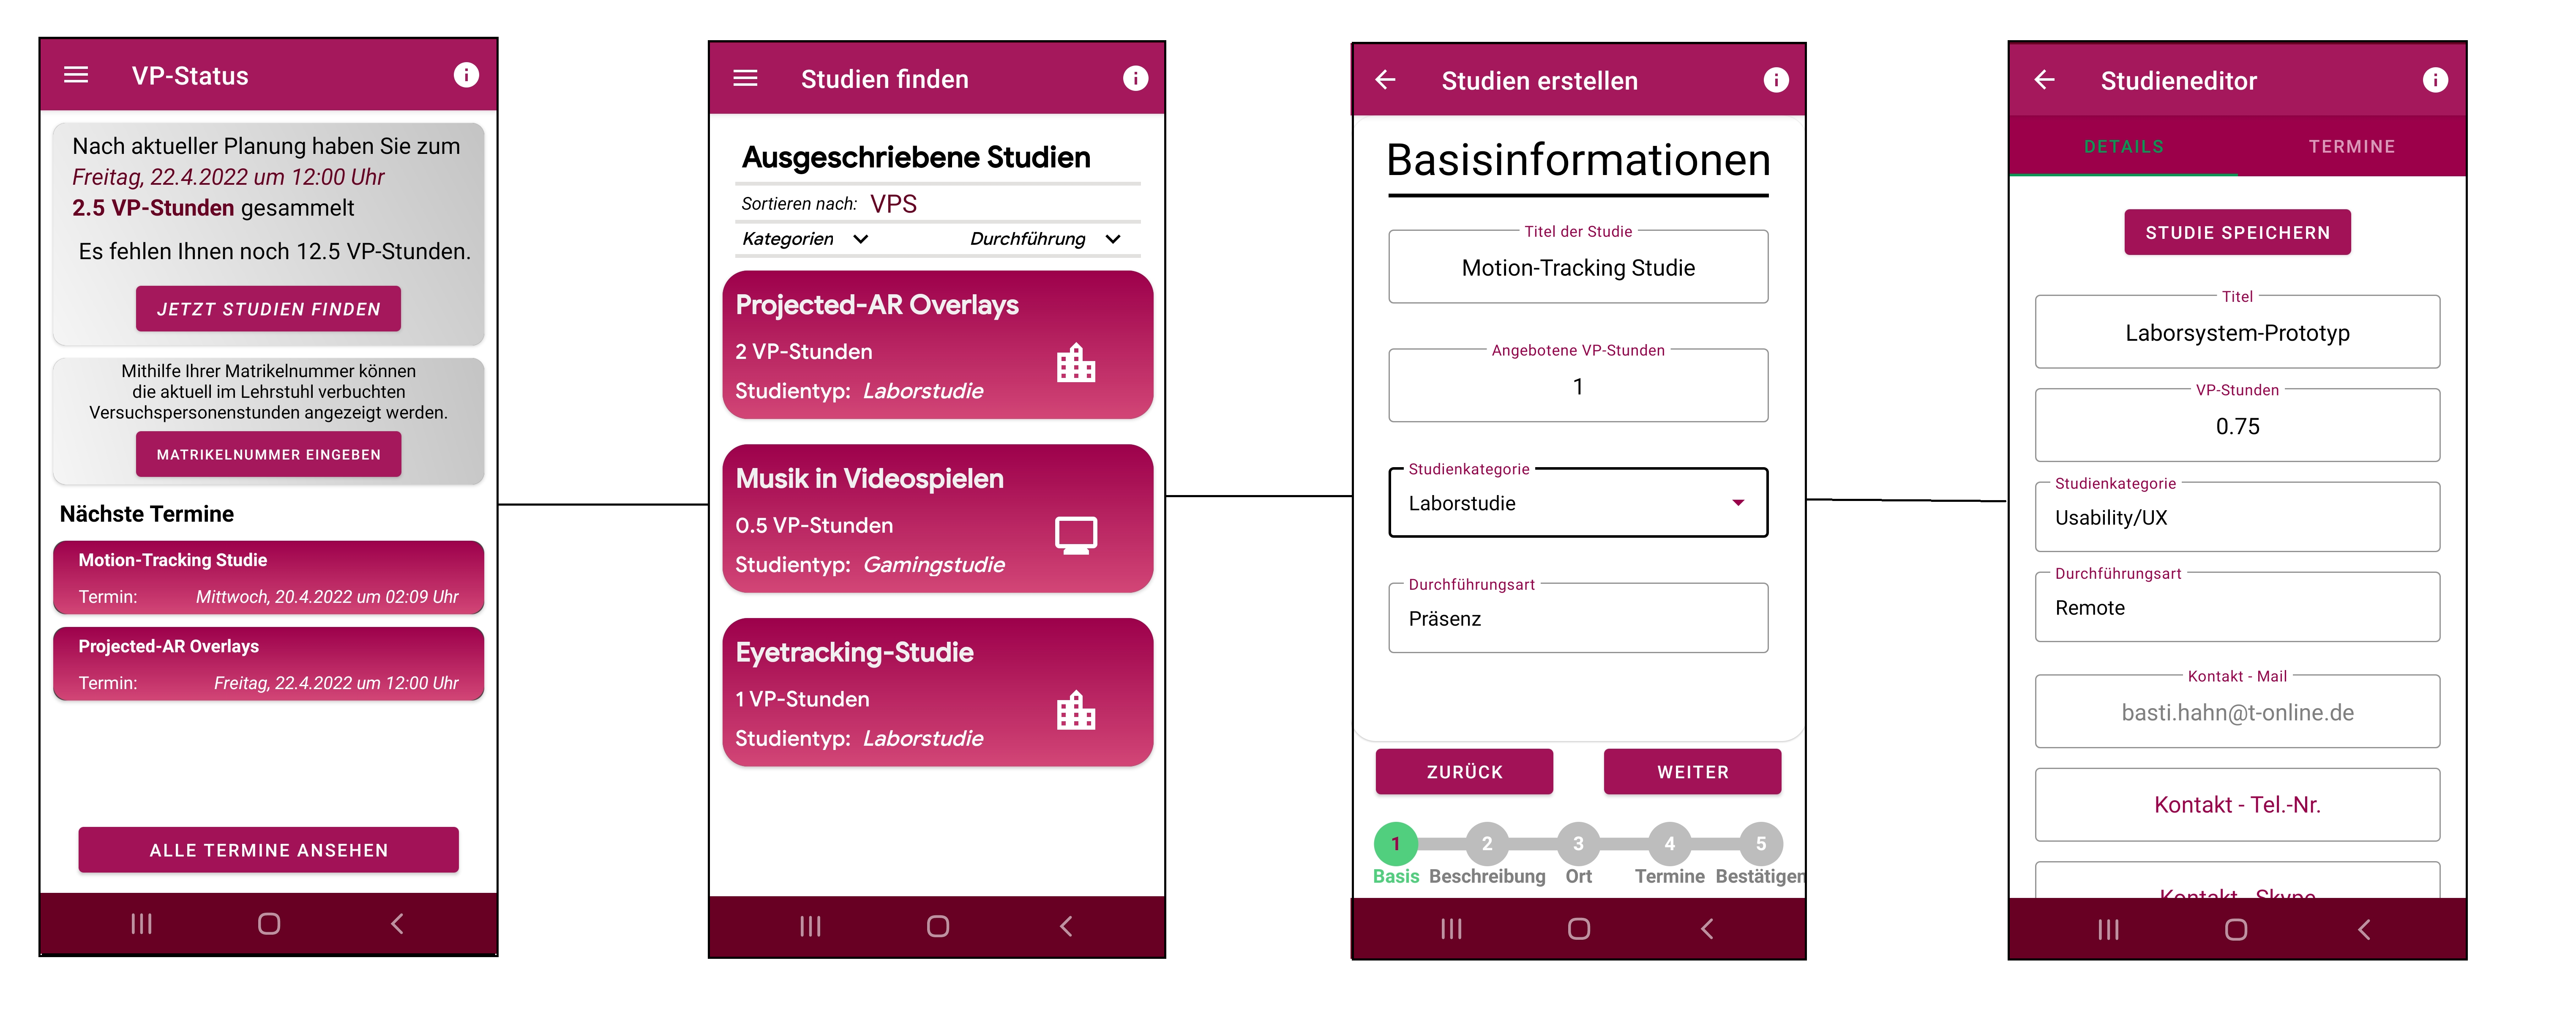 VP-Status
Nach aktueller Planung haben Sie zum
Freitag, 22.4.2022 um 12:00 Uhr
2.5 VP-Stunden gesammelt
Es fehlen Ihnen noch 12.5 VP-Stunden.
JETZT STUDIEN FINDEN
Mithilfe Ihrer Matrikelnummer können
die aktuell im Lehrstuhl verbuchten
Versuchspersonenstunden angezeigt werden.
MATRIKELNUMMER EINGEBEN
Nächste Termine
Motion-Tracking Studie
Termin: Mittwoch, 20.4.2022 um 02:09 Uhr
Projected-AR Overlays
Termin: Freitag, 22.4.2022 um 12:00 Uhr
ALLE TERMINE ANSEHEN
Studien finden
Ausgeschriebene Studien
Sortieren nach: VPS
Kategorien Durchführung
Projected-AR Overlays
2 VP-Stunden
Studientyp: Laborstudie
Musik in Videospielen
0.5 VP-Stunden
Studientyp: Gamingstudie
Eyetracking-Studie
1 VP-Stunden
Studientyp: Laborstudie
Studien erstellen
Basisinformationen
Titel der Studie
Motion-Tracking Studie
Angebotene VP-Stunden
1
Studienkategorie
Laborstudie
Durchführungsart
Präsenz
ZURÜCK WEITER
1 2 3 4 5
Basis Beschreibung Ort Termine Bestätigen
Studieneditor
DETAILS TERMINE
STUDIE SPEICHERN
Titel
Laborsystem-Prototyp
VP-Stunden
0.75
Studienkategorie
Usability/UX
Durchführungsart
Remote
Kontakt - Mail
basti.hahn@t-online.de
Kontakt - Tel.-Nr.
Kontakt - Skype